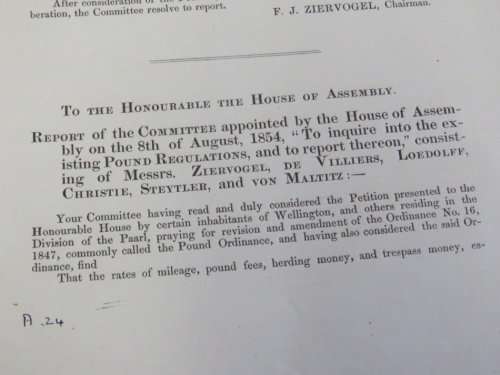 After consideration of the
beration, the Committee resolve to report.
F. J. ZIERVOGEL, Chairman.
TO THE HONOURABLE THE HOUSE OF ASSEMBLY.
REPORT of the COMMITTEE appointed by the House of Assem-
bly on the 8th of August, 1854, "To inquire into the ex-
isting POUND REGULATIONS, and to report thereon," consist-
ing of Messrs. ZIERVOGEL, DE VILLIERS, LOEDOLFF,
CHRISTIE, STEYTLER, and VON MALTITZ:—
Your Committee having read and duly considered the Petition presented to the
Honourable House by certain inhabitants of Wellington, and others residing in the
Division of the Paarl, praying for revision and amendment of the Ordinance No. 16,
1847, commonly called the Pound Ordinance, and having also considered the said Or-
dinance, find
That the rates of mileage, pound fees, herding money, and trespass money, es-
A .24